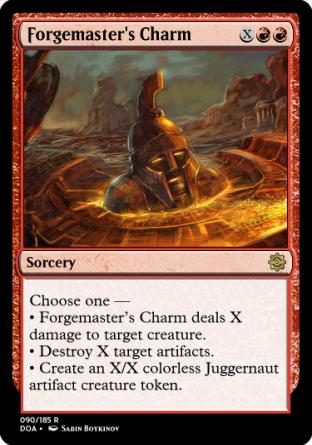 Forgemaster's Charm X R R
Sorcery
Choose one —
• Forgemaster's Charm deals X
damage to target creature.
• Destroy X target artifacts.
• Create an X/X colorless Juggernaut
artifact creature token.
090/185 R
DOA • Sabin Boykinov